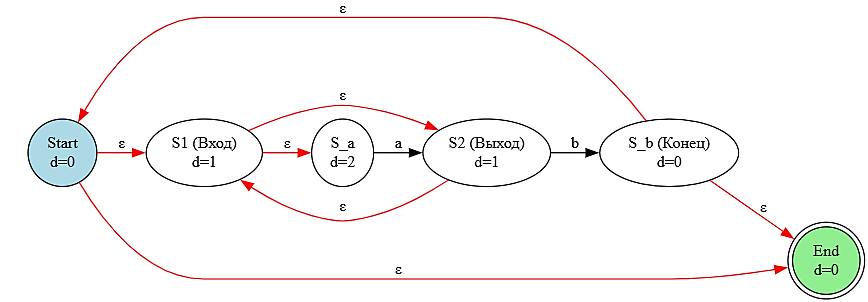 ε
ε
Start
d=0
ε
S1 (Вход)
d=1
ε
S_a
d=2
a
S2 (Выход)
d=1
b
S_b (Конец)
d=0
ε
ε
End
d=0
ε